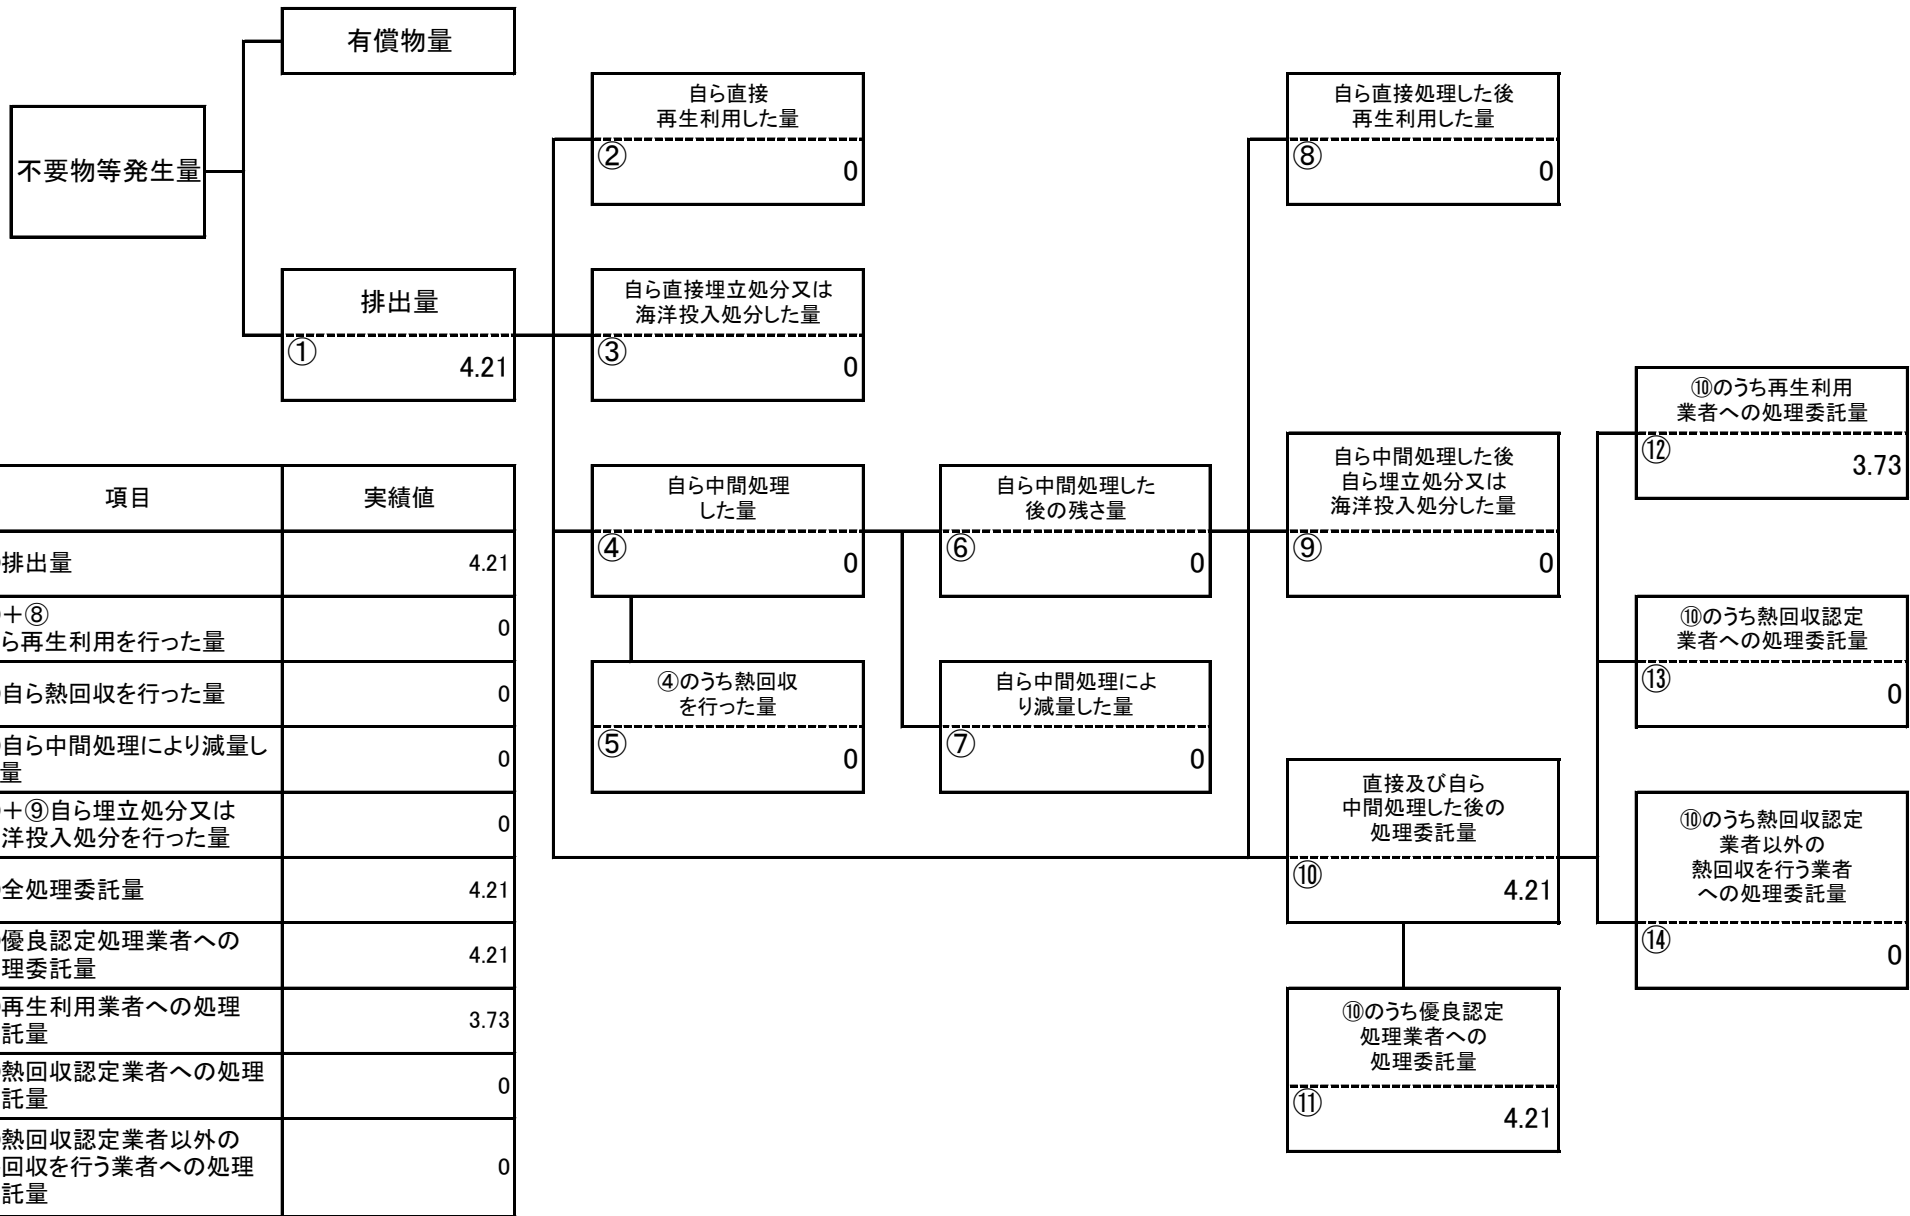 有償物量
不要物等発生量
排出量
①
4.21
自ら直接
再生利用した量
②
0
自ら直接埋立処分又は
海洋投入処分した量
③
0
自ら中間処理
した量
④
0
④のうち熱回収
を行った量
⑤
0
自ら中間処理した
後の残さ量
⑥
0
自ら中間処理によ
り減量した量
⑦
0
自ら直接処理した後
再生利用した量
⑧
0
自ら中間処理した後
自ら埋立処分又は
海洋投入処分した量
⑨
0
直接及び自ら
中間処理した後の
処理委託量
⑩
4.21
⑩のうち優良認定
処理業者への
処理委託量
⑪
4.21
⑩のうち再生利用
業者への処理委託量
⑫
3.73
⑩のうち熱回収認定
業者への処理委託量
⑬
0
⑩のうち熱回収認定
業者以外の
熱回収を行う業者
への処理委託量
⑭
0
項目
実績値
排出量
4.21
+⑧
ら再生利用を行った量
0
自ら熱回収を行った量
0
自ら中間処理により減量し
量
0
+⑨自ら埋立処分又は
洋投入処分を行った量
0
全処理委託量
4.21
優良認定処理業者への
理委託量
4.21
再生利用業者への処理
託量
3.73
熱回収認定業者への処理
託量
0
熱回収認定業者以外の
回収を行う業者への処理
託量
0